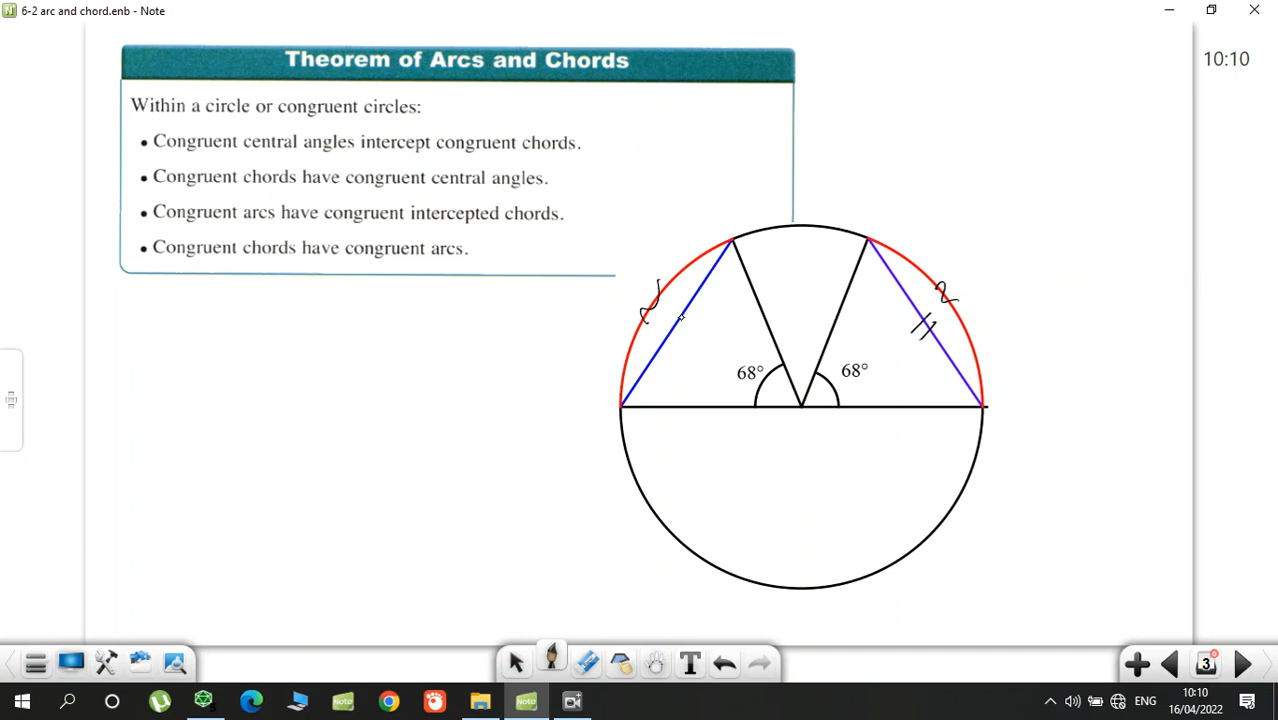 6-2 arc and chord.enb - Note
10:10
Theorem of Arcs and Chords
Within a circle or congruent circles:
• Congruent central angles intercept congruent chords.
• Congruent chords have congruent central angles.
• Congruent arcs have congruent intercepted chords.
• Congruent chords have congruent arcs.
68°
68°
T
3
Note
Note
ENG
10:10
16/04/2022